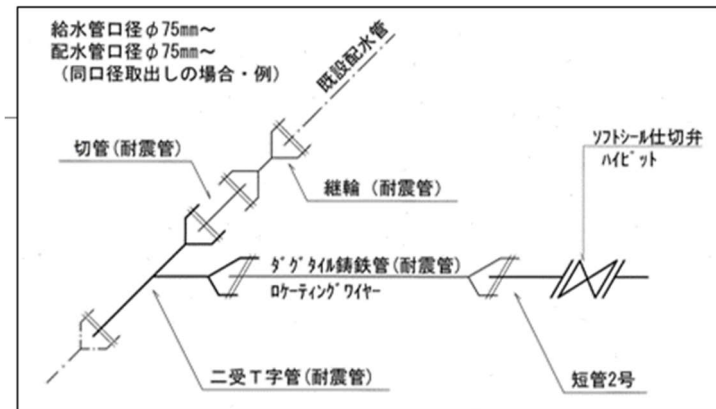 給水管口径φ75㎜～
配水管口径φ75㎜～
(同口径取出しの場合・例)
既設配水管
切管(耐震管)
継輪 (耐震管)
ソフトシール仕切弁
ハイピット
ダグタイル鋳鉄管(耐震管)
ロケーティングワイヤー
二受T字管(耐震管)
短管2号